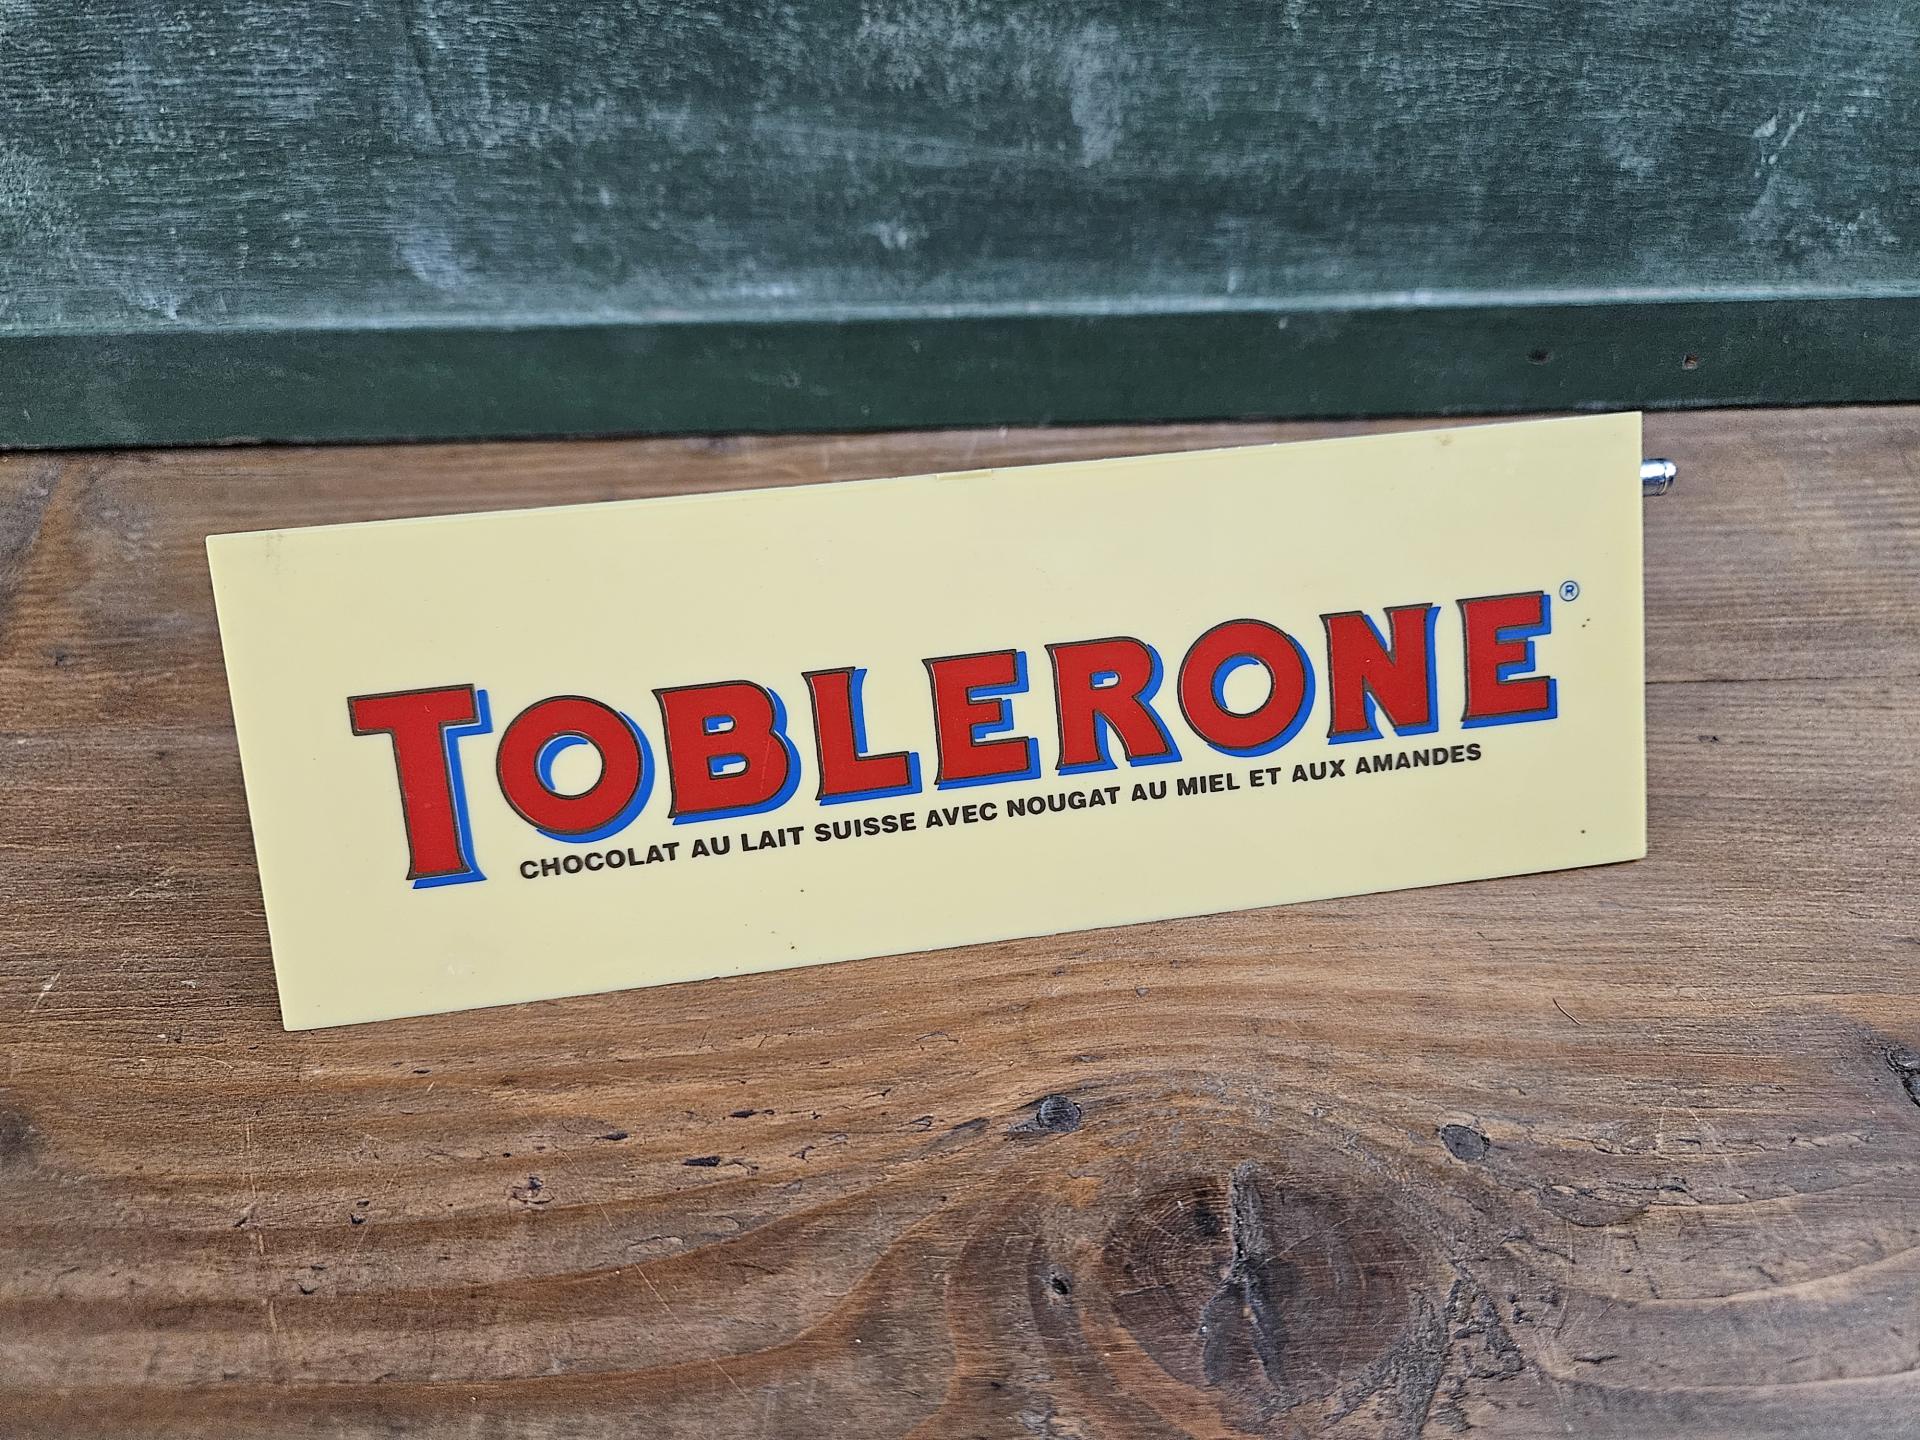 TOBLERONE®
CHOCOLAT AU LAIT SUISSE AVEC NOUGAT AU MIEL ET AUX AMANDES